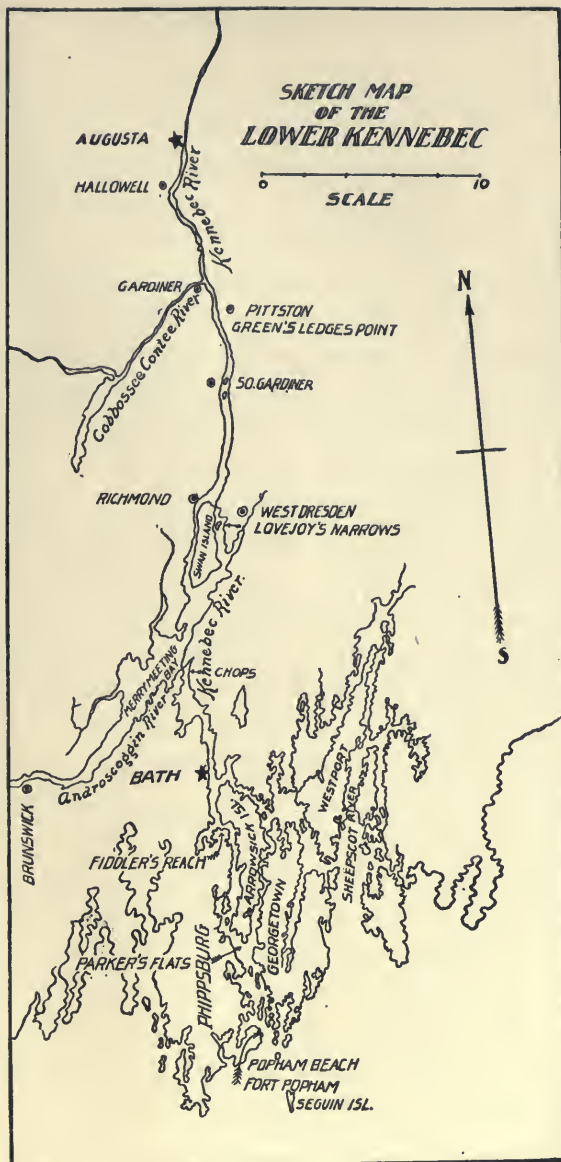 SKETCH MAP
OF THE
LOWER KENNEBEC
0 10
SCALE
AUGUSTA
HALLOWELL
Kennebec River
GARDINER
PITTSTON
GREEN'S LEDGES POINT
Cobbossee Contee River
SO. GARDINER
N
S
RICHMOND
WEST DRESDEN
LOVEJOY'S NARROWS
SWAN ISLAND
Kennebec River.
MERRYMEETING
BAY
CHOPS
Androscoggin River
BATH
BRUNSWICK
FIDDLER'S REACH
ARROWSICK ISL.
WESTPORT
SHEEPSCOT RIVER
GEORGETOWN
PARKER'S FLATS
PHIPPSBURG
POPHAM BEACH
FORT POPHAM
SEGUIN ISL.